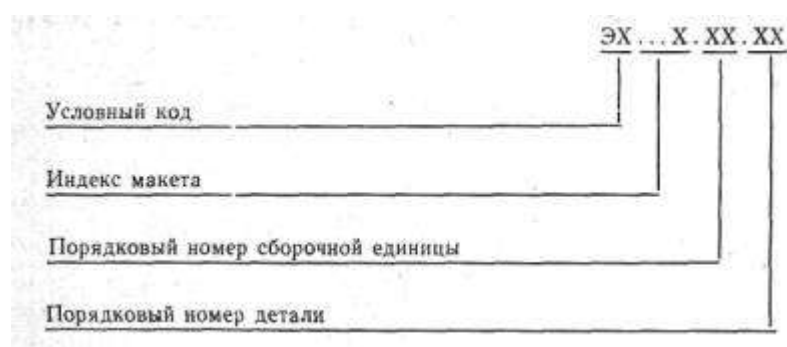 ЭХ...Х.ХХ.ХХ
Условный код
Индекс макета
Порядковый номер сборочной единицы
Порядковый номер детали